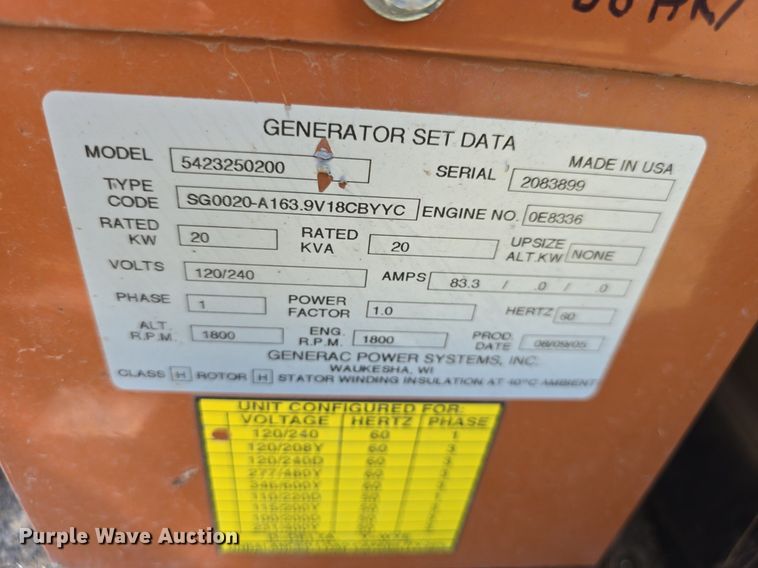 GENERATOR SET DATA
MADE IN USA
MODEL 5423250200 SERIAL 2083899
TYPE CODE SG0020-A163.9V18CBYYC ENGINE NO. 0E8336
RATED KW 20 RATED KVA 20 UPSIZE ALT.KW NONE
VOLTS 120/240 AMPS 83.3 / .0 / .0
PHASE 1 POWER FACTOR 1.0 HERTZ 60
ALT. R.P.M. 1800 ENG. R.P.M. 1800 PROD. DATE 08/09/05
GENERAC POWER SYSTEMS, INC.
WAUKESHA, WI
CLASS H ROTOR H STATOR WINDING INSULATION AT 40°C AMBIENT
UNIT CONFIGURED FOR:
VOLTAGE HERTZ PHASE
120/240 60 1
120/208Y 60 3
120/240D 60 3
277/480Y 60 3
346/600Y 60
Purple Wave Auction